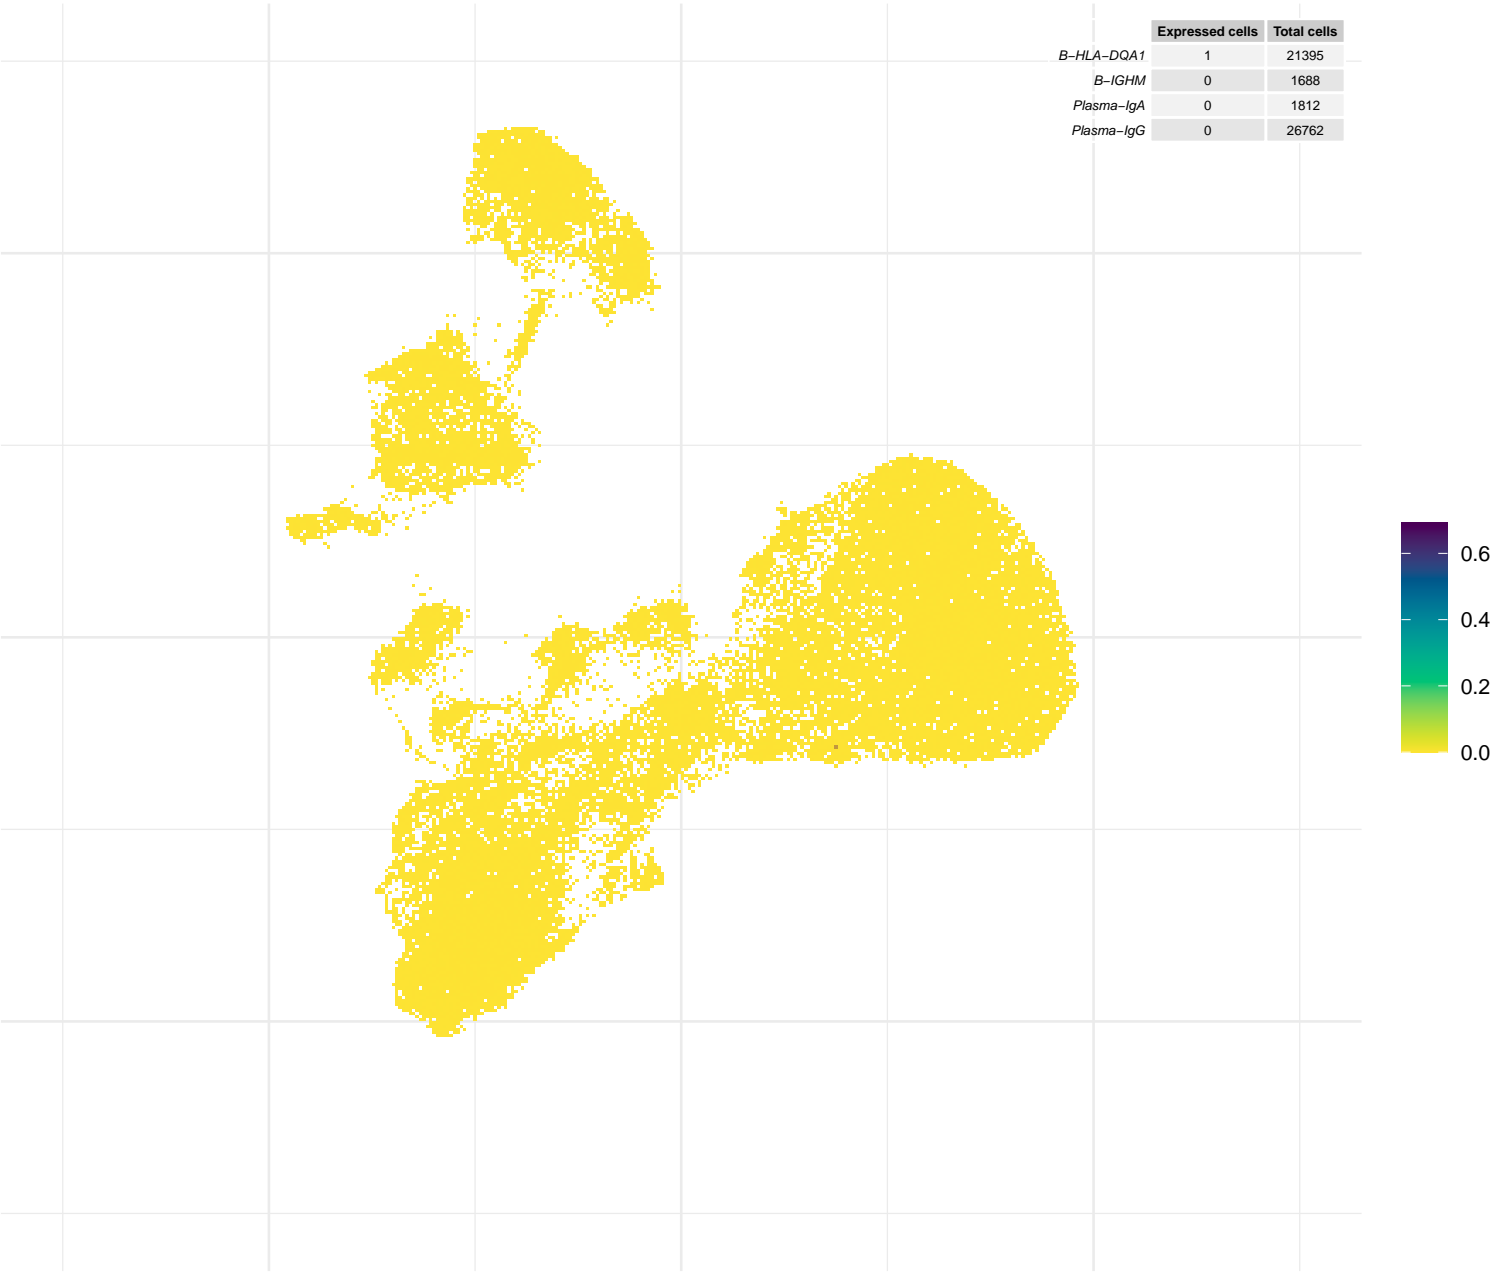 Expressed cells Total cells
B−HLA−DQA1 1 21395
B−IGHM 0 1688
Plasma−IgA 0 1812
Plasma−IgG 0 26762
0.6
0.4
0.2
0.0